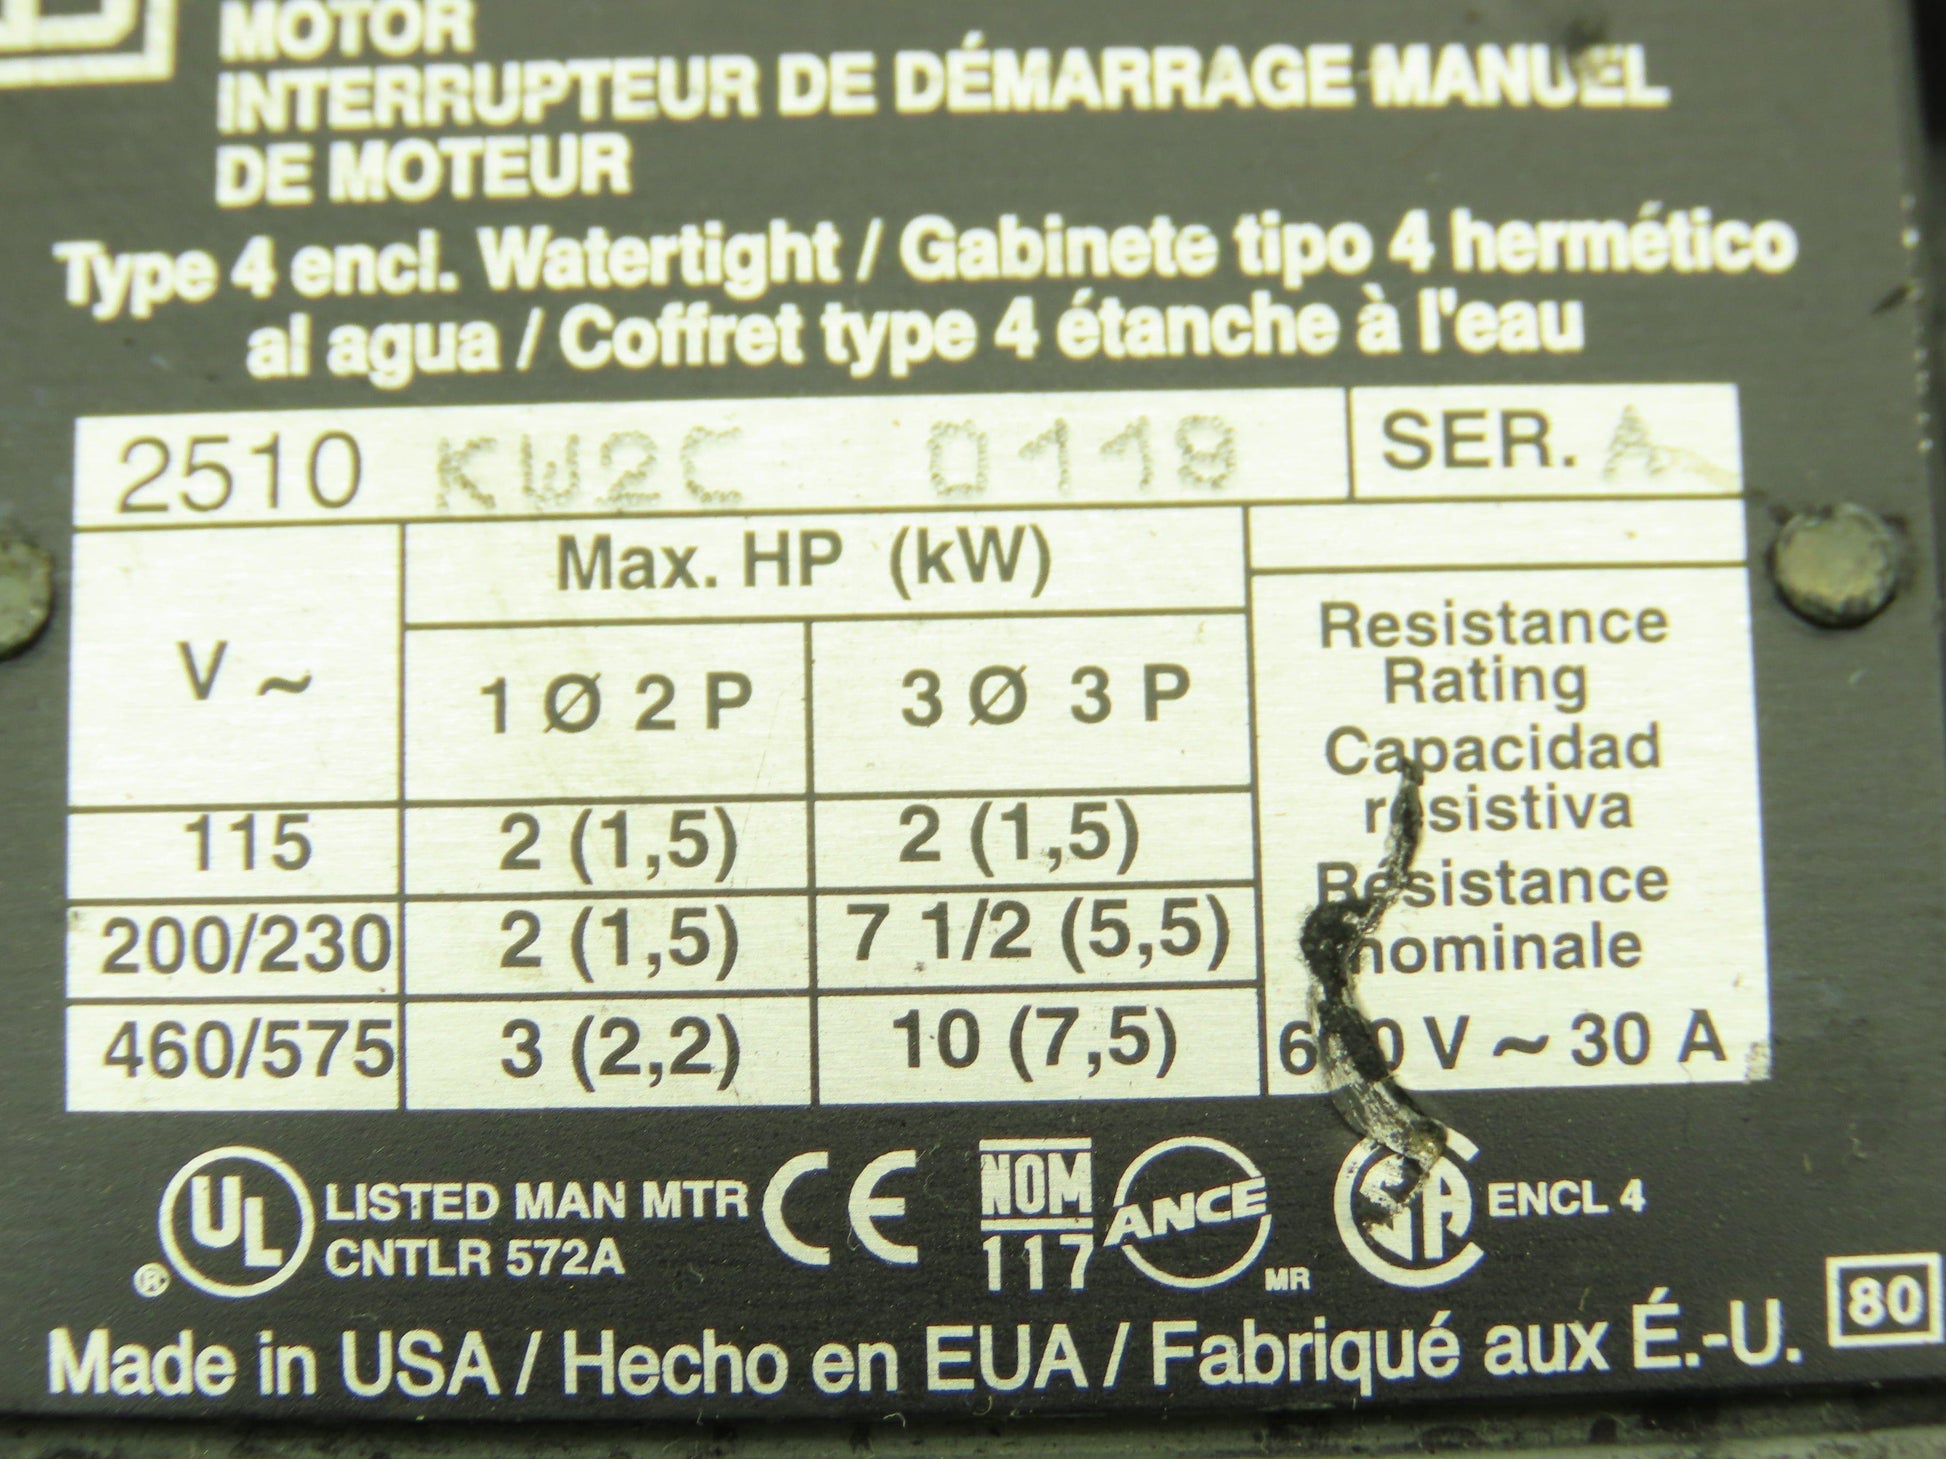 MOTOR
INTERRUPTEUR DE DÉMARRAGE MANUEL
DE MOTEUR
Type 4 encl. Watertight / Gabinete tipo 4 hermético
al agua / Coffret type 4 étanche à l'eau
2510 KW2C 0119 SER. A
Max. HP (kW)
V ~ 1 Ø 2 P 3 Ø 3 P
115 2 (1,5) 2 (1,5)
200/230 2 (1,5) 7 1/2 (5,5)
460/575 3 (2,2) 10 (7,5)
Resistance
Rating
Capacidad
resistiva
Résistance
nominale
V ~ 30 A
UL LISTED MAN MTR
® CNTLR 572A
CE
NOM
117
ANCE
MR
ENCL 4
80
Made in USA / Hecho en EUA / Fabriqué aux É.-U.